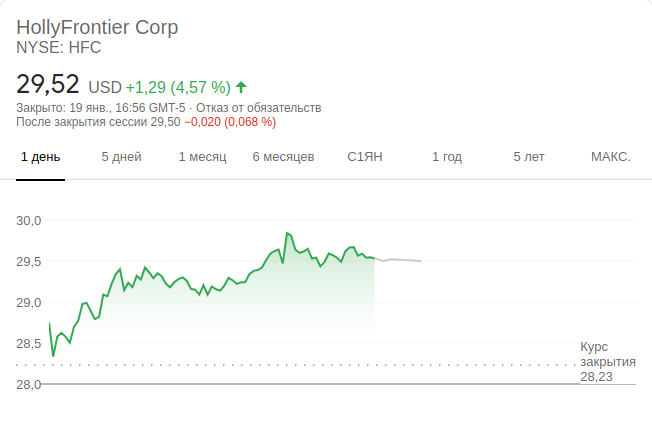 HollyFrontier Corp
NYSE: HFC
29,52 USD +1,29 (4,57 %)
Закрыто: 19 янв., 16:56 GMT-5 · Отказ от обязательств
После закрытия сессии 29,50 −0,020 (0,068 %)
1 день 5 дней 1 месяц 6 месяцев С1ЯН 1 год 5 лет МАКС.
30,0
29,5
29,0
28,5
Курс
закрытия
28,23
28,0